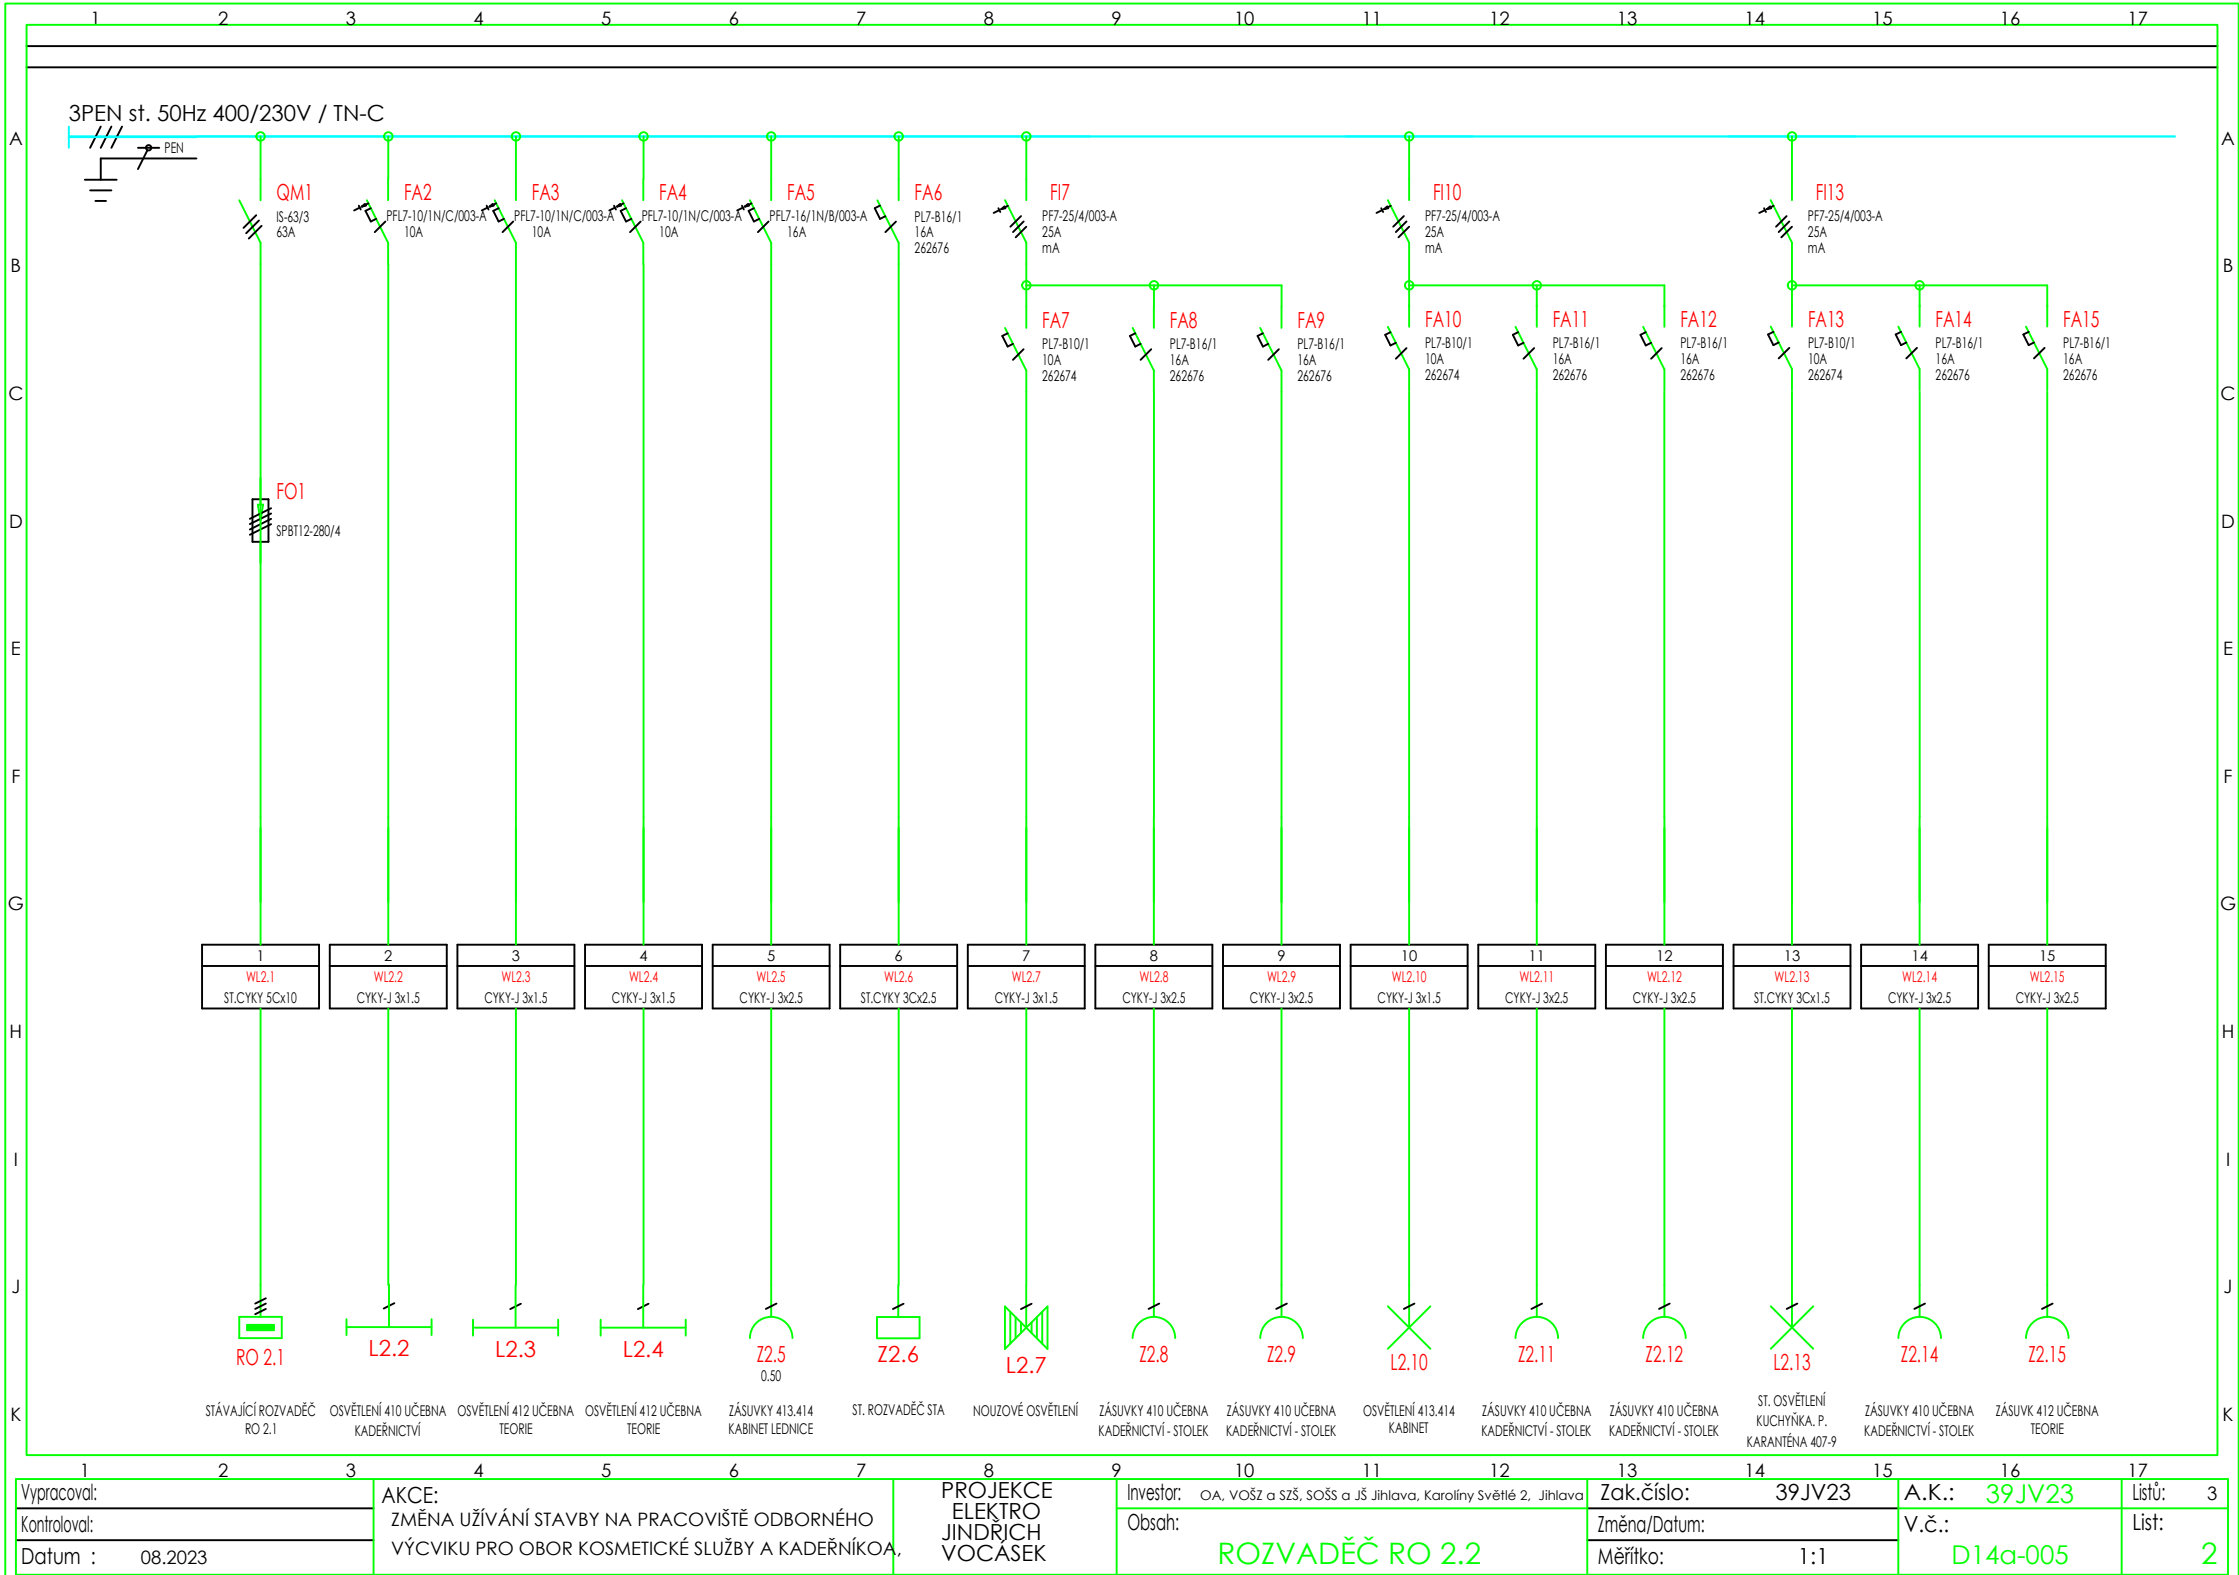 1 2 3 4 5 6 7 8 9 10 11 12 13 14 15 16 17
3PEN st. 50Hz 400/230V / TN-C
A A
PEN
QM1
IS-63/3
63A
FA2
PFL7-10/1N/C/003-A
10A
FA3
PFL7-10/1N/C/003-A
10A
FA4
PFL7-10/1N/C/003-A
10A
FA5
PFL7-16/1N/B/003-A
16A
FA6
PL7-B16/1
16A
262676
FI7
PF7-25/4/003-A
25A
mA
FI10
PF7-25/4/003-A
25A
mA
FI13
PF7-25/4/003-A
25A
mA
B B
FA7
PL7-B10/1
10A
262674
FA8
PL7-B16/1
16A
262676
FA9
PL7-B16/1
16A
262676
FA10
PL7-B10/1
10A
262674
FA11
PL7-B16/1
16A
262676
FA12
PL7-B16/1
16A
262676
FA13
PL7-B10/1
10A
262674
FA14
PL7-B16/1
16A
262676
FA15
PL7-B16/1
16A
262676
C C
FO1
SPBT12-280/4
D D
E E
F F
G G
1
WL2.1
ST.CYKY 5Cx10
2
WL2.2
CYKY-J 3x1.5
3
WL2.3
CYKY-J 3x1.5
4
WL2.4
CYKY-J 3x1.5
5
WL2.5
CYKY-J 3x2.5
6
WL2.6
ST.CYKY 3Cx2.5
7
WL2.7
CYKY-J 3x1.5
8
WL2.8
CYKY-J 3x2.5
9
WL2.9
CYKY-J 3x2.5
10
WL2.10
CYKY-J 3x1.5
11
WL2.11
CYKY-J 3x2.5
12
WL2.12
CYKY-J 3x2.5
13
WL2.13
ST.CYKY 3Cx1.5
14
WL2.14
CYKY-J 3x2.5
15
WL2.15
CYKY-J 3x2.5
H H
I I
J J
RO 2.1
STÁVAJÍCÍ ROZVADĚČ
RO 2.1
L2.2
OSVĚTLENÍ 410 UČEBNA
KADEŘNICTVÍ
L2.3
OSVĚTLENÍ 412 UČEBNA
TEORIE
L2.4
OSVĚTLENÍ 412 UČEBNA
TEORIE
Z2.5
0.50
ZÁSUVKY 413.414
KABINET LEDNICE
Z2.6
ST. ROZVADĚČ STA
L2.7
NOUZOVÉ OSVĚTLENÍ
Z2.8
ZÁSUVKY 410 UČEBNA
KADEŘNICTVÍ - STOLEK
Z2.9
ZÁSUVKY 410 UČEBNA
KADEŘNICTVÍ - STOLEK
L2.10
OSVĚTLENÍ 413.414
KABINET
Z2.11
ZÁSUVKY 410 UČEBNA
KADEŘNICTVÍ - STOLEK
Z2.12
ZÁSUVKY 410 UČEBNA
KADEŘNICTVÍ - STOLEK
L2.13
ST. OSVĚTLENÍ
KUCHYŇKA. P.
KARANTÉNA 407-9
Z2.14
ZÁSUVKY 410 UČEBNA
KADEŘNICTVÍ - STOLEK
Z2.15
ZÁSUVK 412 UČEBNA
TEORIE
K K
1 2 3 4 5 6 7 8 9 10 11 12 13 14 15 16 17
Vypracoval:
Kontroloval:
Datum : 08.2023
AKCE:
ZMĚNA UŽÍVÁNÍ STAVBY NA PRACOVIŠTĚ ODBORNÉHO
VÝCVIKU PRO OBOR KOSMETICKÉ SLUŽBY A KADEŘNÍKOA,
PROJEKCE
ELEKTRO
JINDŘICH
VOCÁSEK
Investor: OA, VOŠZ a SZŠ, SOŠS a JŠ Jihlava, Karolíny Světlé 2, Jihlava
Obsah:
ROZVADĚČ RO 2.2
Zak.číslo: 39JV23
Změna/Datum:
Měřítko: 1:1
A.K.: 39JV23
V.č.:
D14a-005
Listů: 3
List:
2